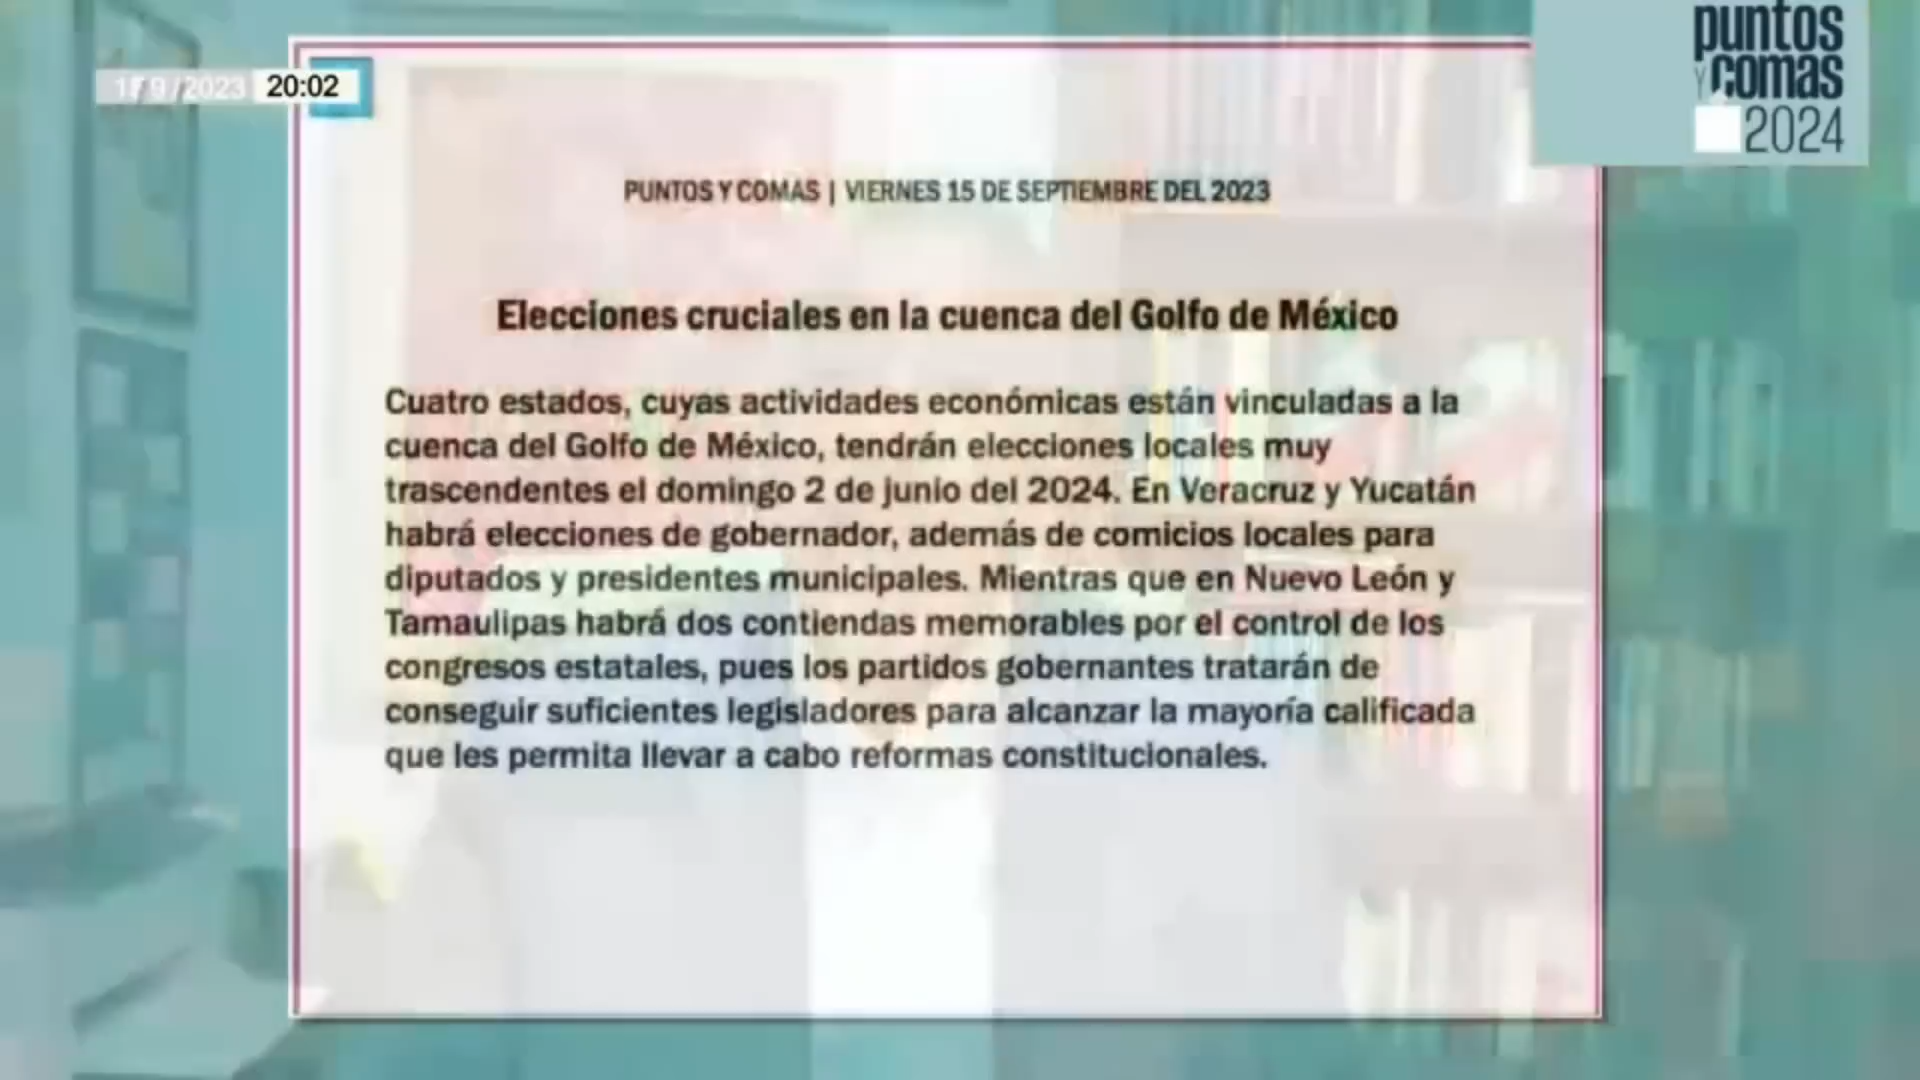 puntos
Y comas
2024
20:02
PUNTOS Y COMAS | VIERNES 15 DE SEPTIEMBRE DEL 2023
Elecciones cruciales en la cuenca del Golfo de México
Cuatro estados, cuyas actividades económicas están vinculadas a la
cuenca del Golfo de México, tendrán elecciones locales muy
trascendentes el domingo 2 de junio del 2024. En Veracruz y Yucatán
habrá elecciones de gobernador, además de comicios locales para
diputados y presidentes municipales. Mientras que en Nuevo León y
Tamaulipas habrá dos contiendas memorables por el control de los
congresos estatales, pues los partidos gobernantes tratarán de
conseguir suficientes legisladores para alcanzar la mayoría calificada
que les permita llevar a cabo reformas constitucionales.